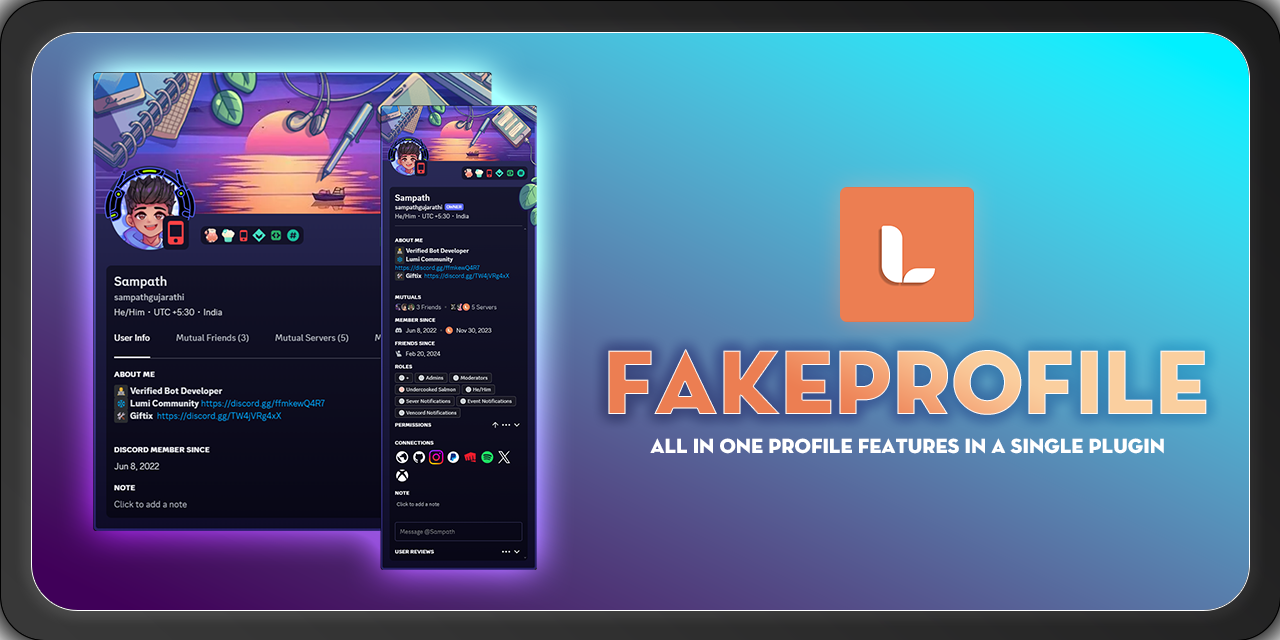 Sampath
sampathgujarathi
He/Him • UTC +5:30 • India
User Info Mutual Friends (3) Mutual Servers (5) M
ABOUT ME
Verified Bot Developer
Lumi Community https://discord.gg/ffmkewQ4R7
Giftix https://discord.gg/TW4jVRg4xX
DISCORD MEMBER SINCE
Jun 8, 2022
NOTE
Click to add a note
Sampath
sampathgujarathi OWNER
He/Him • UTC +5:30 • India
ABOUT ME
Verified Bot Developer
Lumi Community
https://discord.gg/ffmkewQ4R7
Giftix https://discord.gg/TW4jVRg4xX
MUTUALS
3 Friends • 5 Servers
MEMBER SINCE
Jun 8, 2022 • Nov 30, 2023
FRIENDS SINCE
Feb 20, 2024
ROLES
+ Admins Moderators
Undercooked Salmon He/Him
Sever Notifications Event Notifications
Vencord Notifications
PERMISSIONS
CONNECTIONS
NOTE
Click to add a note
Message @Sampath
USER REVIEWS
FAKEPROFILE
ALL IN ONE PROFILE FEATURES IN A SINGLE PLUGIN